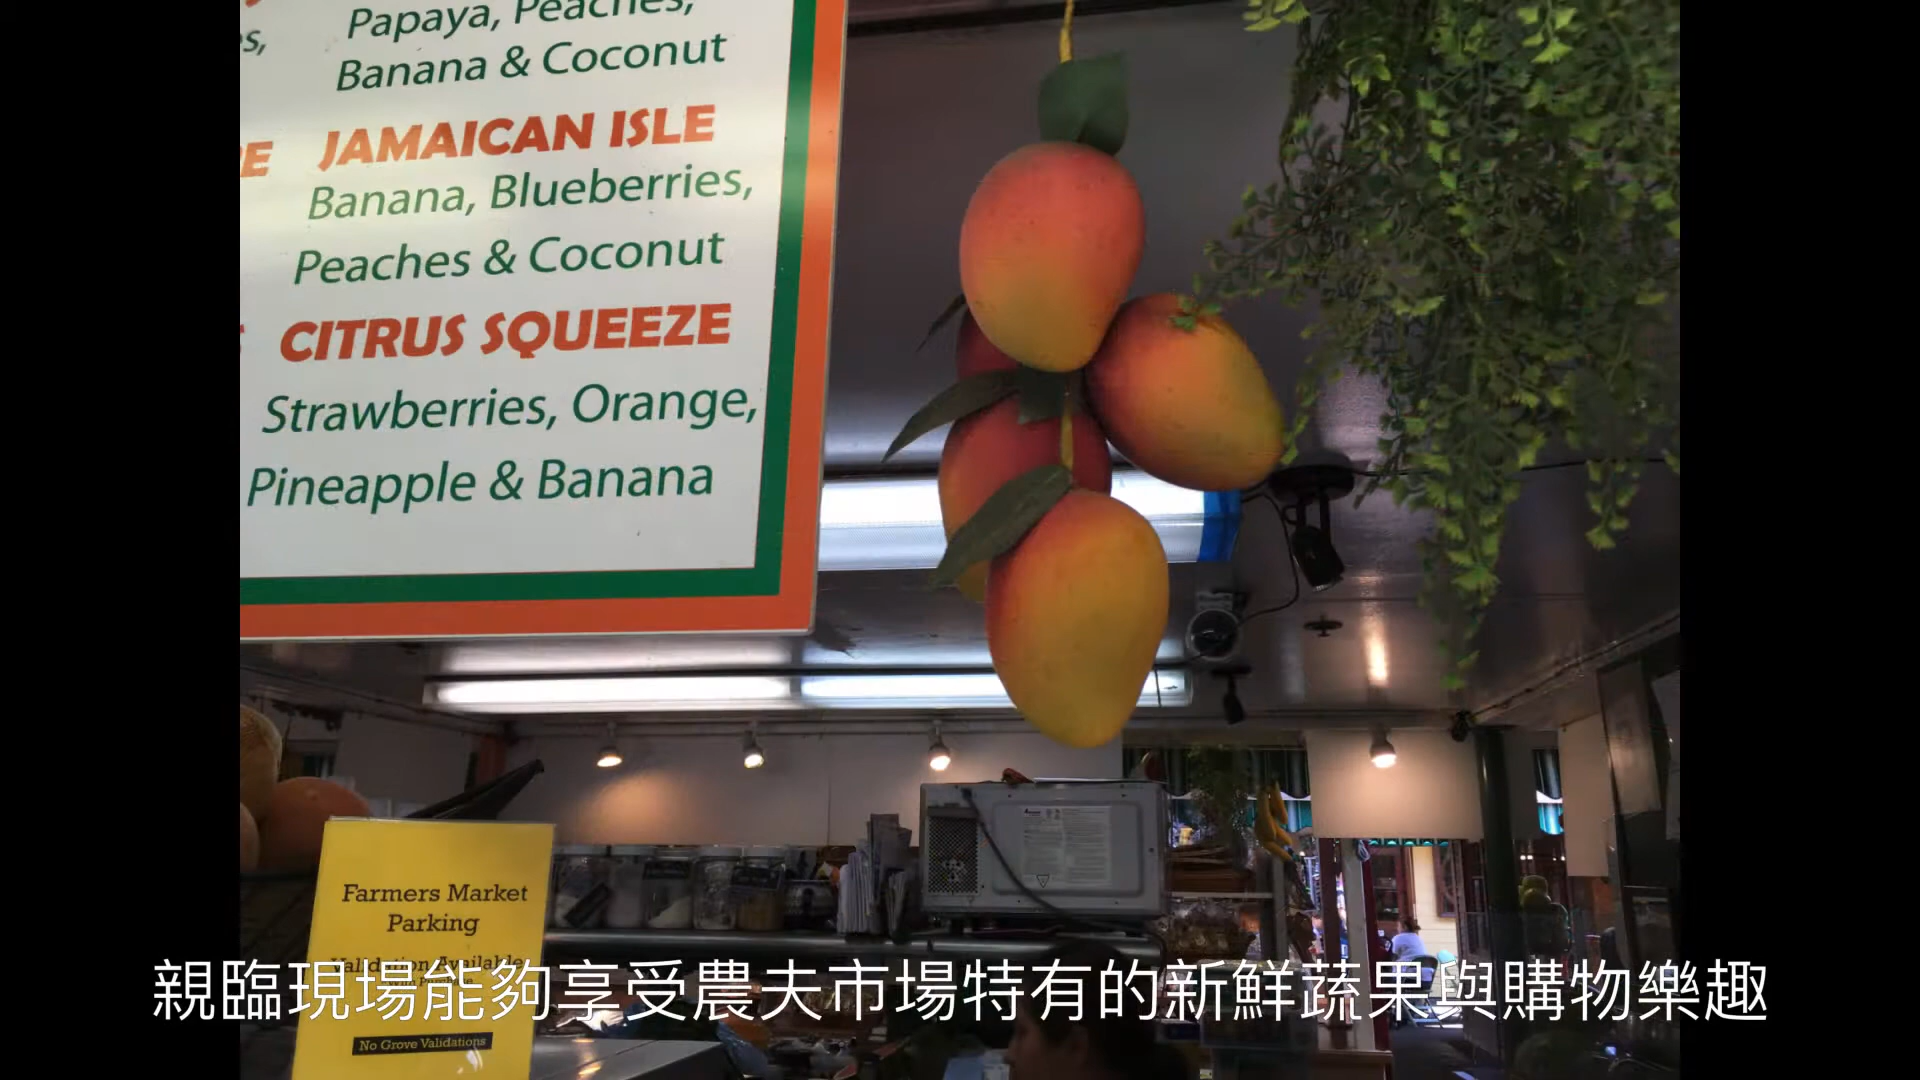 Papaya, Peaches,
Banana & Coconut
JAMAICAN ISLE
Banana, Blueberries,
Peaches & Coconut
CITRUS SQUEEZE
Strawberries, Orange,
Pineapple & Banana
Farmers Market
Parking
Validation Available
No Grove Validations
親臨現場能夠享受農夫市場特有的新鮮蔬果與購物樂趣